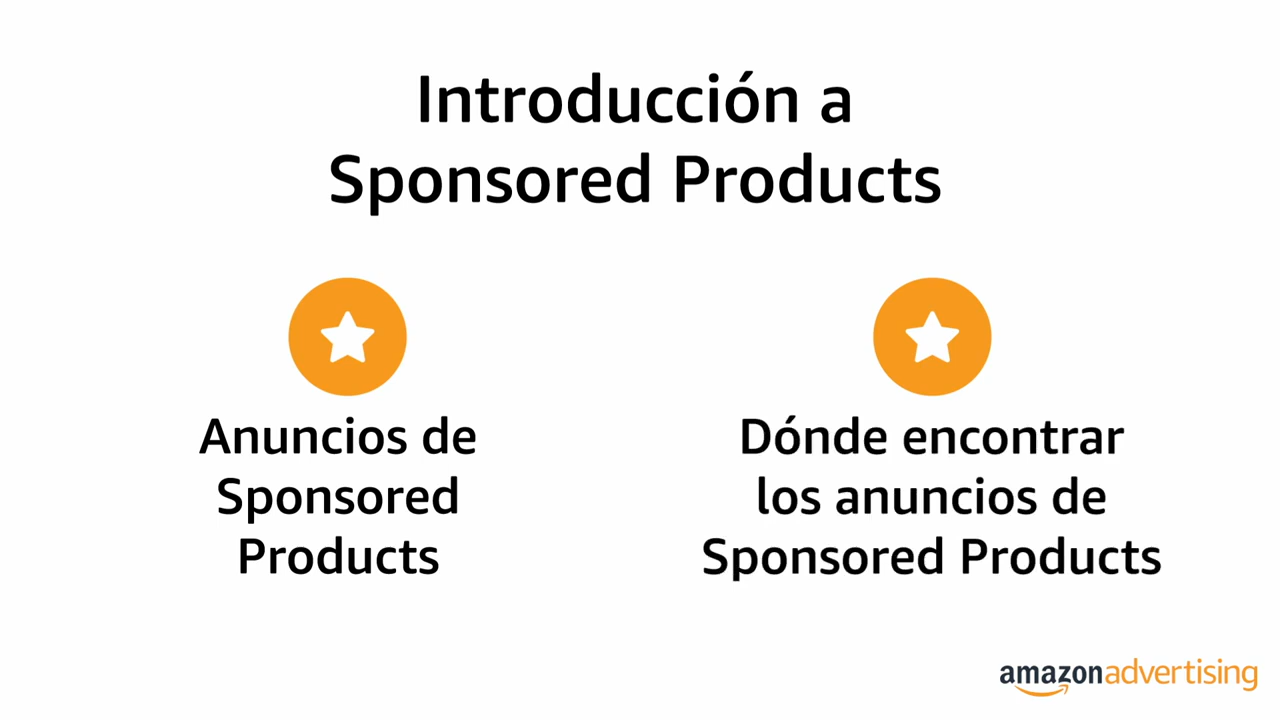 Introducción a
Sponsored Products
Anuncios de
Sponsored
Products
Dónde encontrar
los anuncios de
Sponsored Products
amazonadvertising